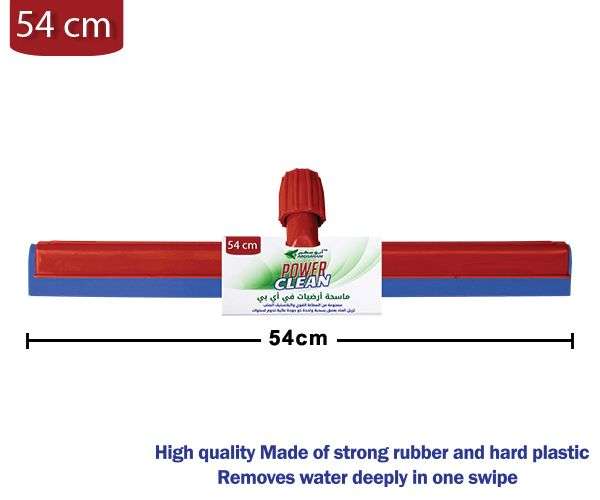 54 cm
54 cm
POWER
CLEAN
ماسحة أرضيات في أي بي
54cm
High quality Made of strong rubber and hard plastic
Removes water deeply in one swipe